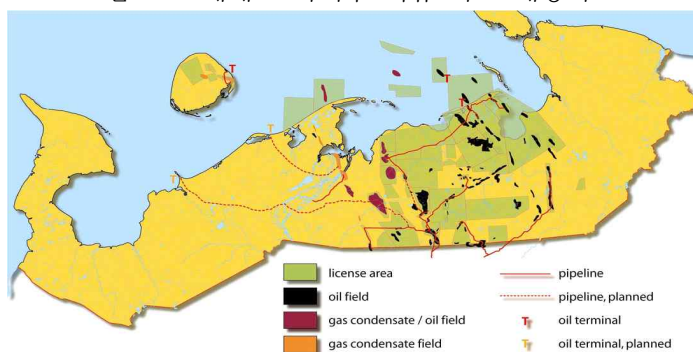 T
T
T
T
T
license area
oil field
gas condensate / oil field
gas condensate field
pipeline
pipeline, planned
T oil terminal
T oil terminal, planned